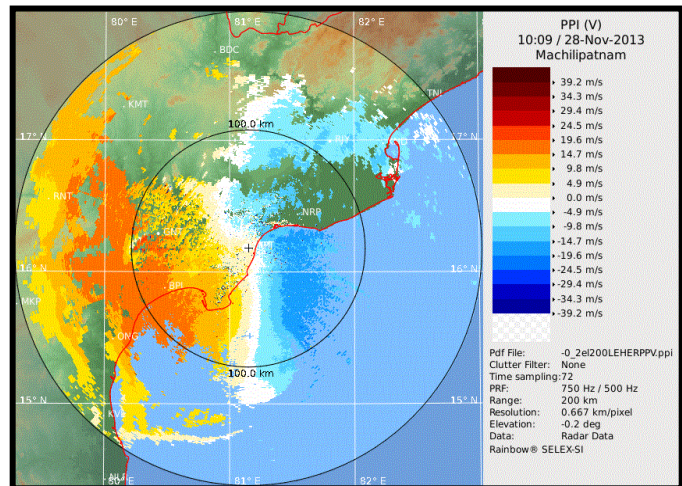 80° E
81° E
82° E
PPI (V)
10:09 / 28-Nov-2013
Machilipatnam
BDC
TNI
KMT
100.0 km
17° N
17° N
39.2 m/s
34.3 m/s
29.4 m/s
24.5 m/s
19.6 m/s
14.7 m/s
9.8 m/s
4.9 m/s
0.0 m/s
-4.9 m/s
-9.8 m/s
-14.7 m/s
-19.6 m/s
-24.5 m/s
-29.4 m/s
-34.3 m/s
-39.2 m/s
RNT
NRP
16° N
16° N
BPL
MKP
ONG
100.0 km
15° N
15° N
80° E
81° E
82° E
Pdf File: -0_2el200LEHERPPV.ppi
Clutter Filter: None
Time sampling:72
PRF: 750 Hz / 500 Hz
Range: 200 km
Resolution: 0.667 km/pixel
Elevation: -0.2 deg
Data: Radar Data
Rainbow® SELEX-SI